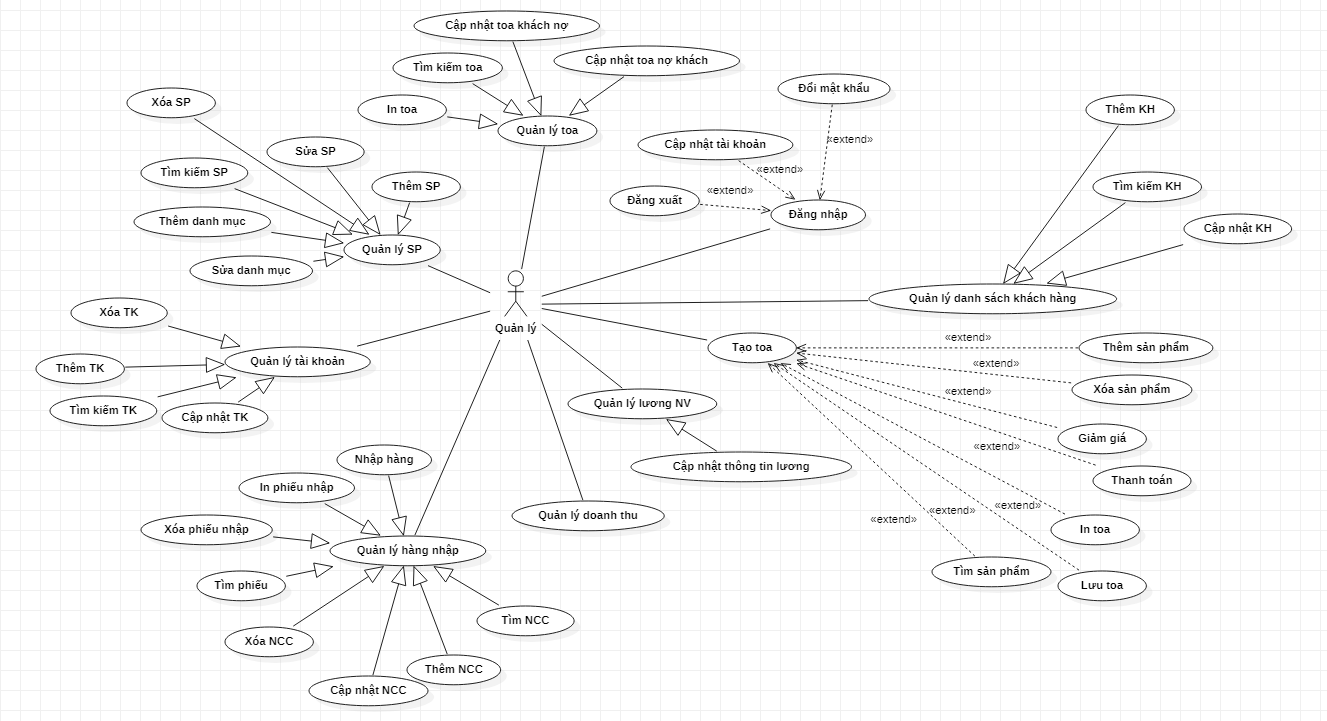 Cập nhật toa khách nợ
Cập nhật toa nợ khách
Tìm kiếm toa
In toa
Quản lý toa
Đổi mật khẩu
«extend»
Cập nhật tài khoản
«extend»
Đăng xuất
«extend»
Đăng nhập
Thêm KH
Tìm kiếm KH
Cập nhật KH
Quản lý danh sách khách hàng
Xóa SP
Sửa SP
Tìm kiếm SP
Thêm SP
Thêm danh mục
Quản lý SP
Sửa danh mục
Xóa TK
Thêm TK
Quản lý tài khoản
Tìm kiếm TK
Cập nhật TK
Quản lý
Tạo toa
«extend»
Thêm sản phẩm
«extend»
Xóa sản phẩm
«extend»
Giảm giá
«extend»
Thanh toán
«extend»
In toa
«extend»
Lưu toa
«extend»
Tìm sản phẩm
Quản lý lương NV
Cập nhật thông tin lương
Quản lý doanh thu
Nhập hàng
In phiếu nhập
Xóa phiếu nhập
Quản lý hàng nhập
Tìm phiếu
Xóa NCC
Tìm NCC
Thêm NCC
Cập nhật NCC